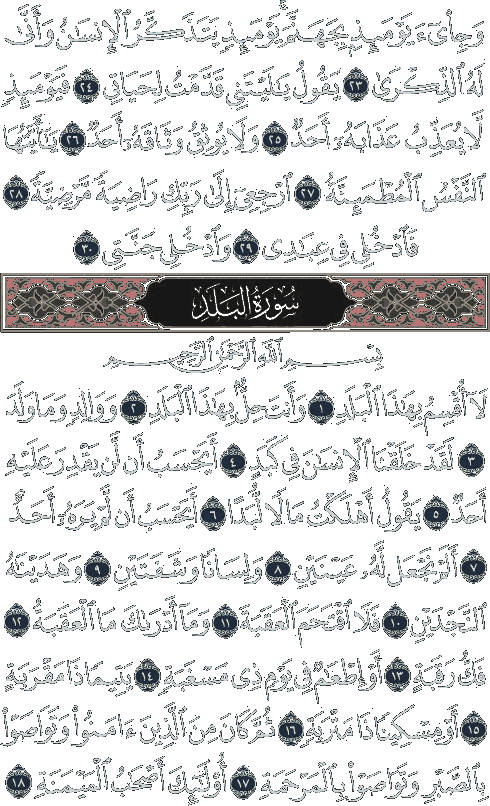 وَجِا۟ىٓءَ يَوْمَئِذٍۭ بِجَهَنَّمَ يَوْمَئِذٍ يَتَذَكَّرُ ٱلْإِنسَٰنُ وَأَنَّىٰ
لَهُ ٱلذِّكْرَىٰ ٢٣ يَقُولُ يَٰلَيْتَنِى قَدَّمْتُ لِحَيَاتِى ٢٤ فَيَوْمَئِذٍ
لَّا يُعَذِّبُ عَذَابَهُۥٓ أَحَدٌ ٢٥ وَلَا يُوثِقُ وَثَاقَهُۥٓ أَحَدٌ ٢٦ يَٰٓأَيَّتُهَا
ٱلنَّفْسُ ٱلْمُطْمَئِنَّةُ ٢٧ ٱرْجِعِىٓ إِلَىٰ رَبِّكِ رَاضِيَةً مَّرْضِيَّةً ٢٨
فَٱدْخُلِى فِى عِبَٰدِى ٢٩ وَٱدْخُلِى جَنَّتِى ٣٠
سُورَةُ البَلَدِ
بِسْمِ ٱللَّهِ ٱلرَّحْمَٰنِ ٱلرَّحِيمِ
لَآ أُقْسِمُ بِهَٰذَا ٱلْبَلَدِ ١ وَأَنتَ حِلٌّۢ بِهَٰذَا ٱلْبَلَدِ ٢ وَوَالِدٍ وَمَا وَلَدَ
٣ لَقَدْ خَلَقْنَا ٱلْإِنسَٰنَ فِى كَبَدٍ ٤ أَيَحْسَبُ أَن لَّن يَقْدِرَ عَلَيْهِ
أَحَدٌ ٥ يَقُولُ أَهْلَكْتُ مَالًا لُّبَدًا ٦ أَيَحْسَبُ أَن لَّمْ يَرَهُۥٓ أَحَدٌ
٧ أَلَمْ نَجْعَل لَّهُۥ عَيْنَيْنِ ٨ وَلِسَانًا وَشَفَتَيْنِ ٩ وَهَدَيْنَٰهُ
ٱلنَّجْدَيْنِ ١٠ فَلَا ٱقْتَحَمَ ٱلْعَقَبَةَ ١١ وَمَآ أَدْرَىٰكَ مَا ٱلْعَقَبَةُ ١٢
فَكُّ رَقَبَةٍ ١٣ أَوْ إِطْعَٰمٌ فِى يَوْمٍ ذِى مَسْغَبَةٍ ١٤ يَتِيمًا ذَا مَقْرَبَةٍ
١٥ أَوْ مِسْكِينًا ذَا مَتْرَبَةٍ ١٦ ثُمَّ كَانَ مِنَ ٱلَّذِينَ ءَامَنُوا۟ وَتَوَاصَوْا۟
بِٱلصَّبْرِ وَتَوَاصَوْا۟ بِٱلْمَرْحَمَةِ ١٧ أُو۟لَٰٓئِكَ أَصْحَٰبُ ٱلْمَيْمَنَةِ ١٨